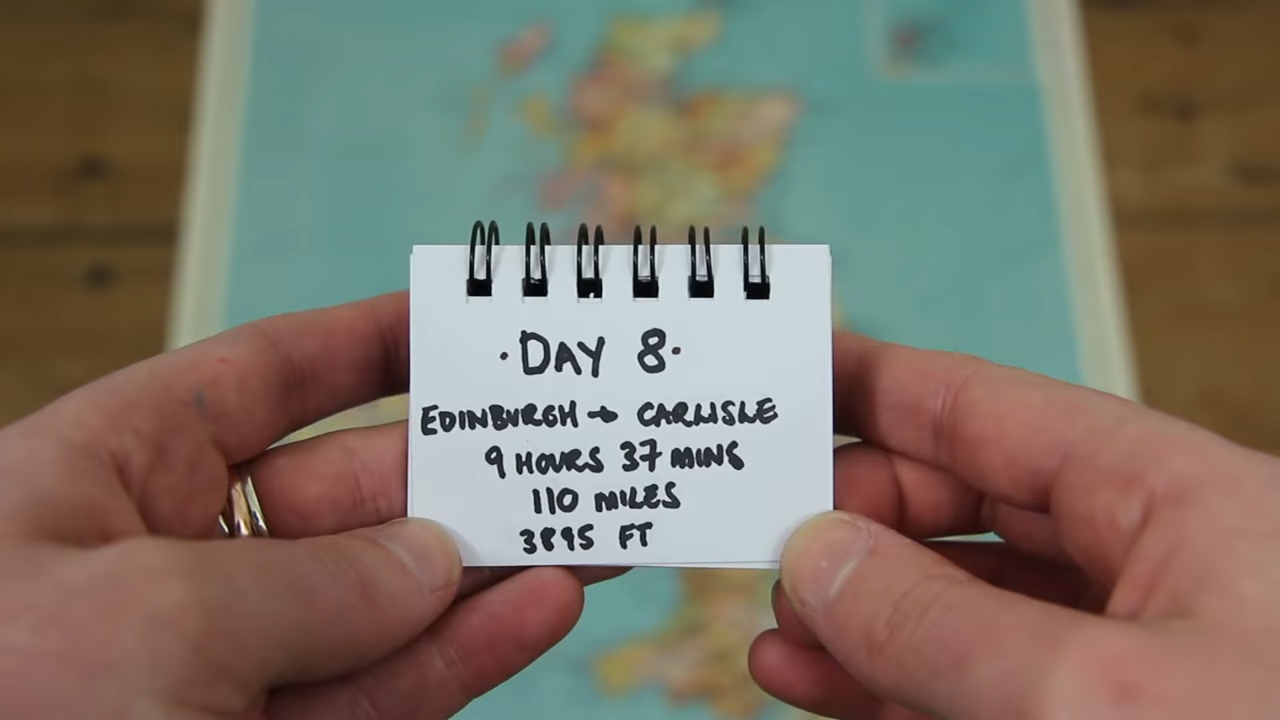 ·DAY 8·
EDINBURGH → CARLISLE
9 HOURS 37 MINS
110 MILES
3895 FT